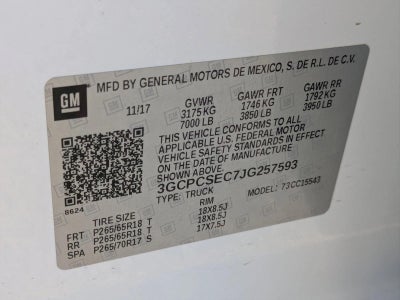 GM
MFD BY GENERAL MOTORS DE MEXICO, S. DE R.L. DE C.V.
11/17 GVWR GAWR FRT GAWR RR
3175 KG 1746 KG 1792 KG
7000 LB 3850 LB 3950 LB
THIS VEHICLE CONFORMS TO ALL
APPLICABLE U.S. FEDERAL MOTOR
VEHICLE SAFETY STANDARDS IN EFFECT
ON THE DATE OF MANUFACTURE SHOWN ABOVE.
3GCPCSEC7JG257593
TYPE: TRUCK MODEL: 73CC15543
8624
TIRE SIZE RIM
FRT P265/65R18 T 18X8.5J
RR P265/65R18 T 18X8.5J
SPA P265/70R17 S 17X7.5J